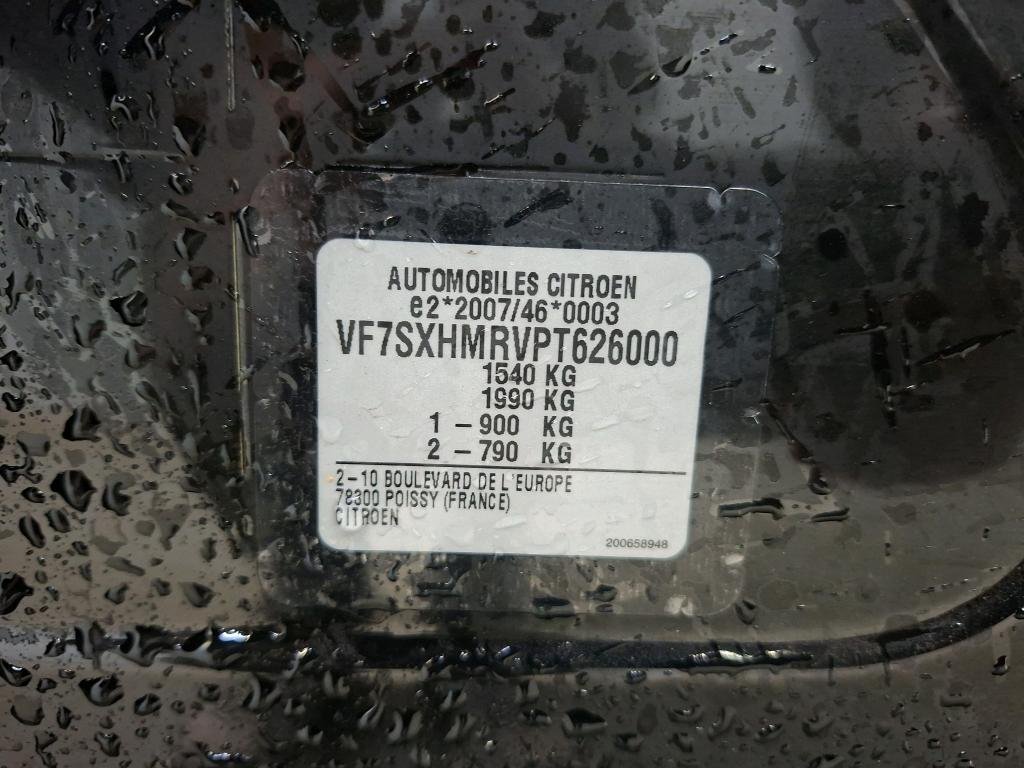 AUTOMOBILES CITROEN
e2*2007/46*0003
VF7SXHMRVPT626000
1540 KG
1990 KG
1 - 900 KG
2 - 790 KG
2-10 BOULEVARD DE L'EUROPE
78300 POISSY (FRANCE)
CITROEN
200658948